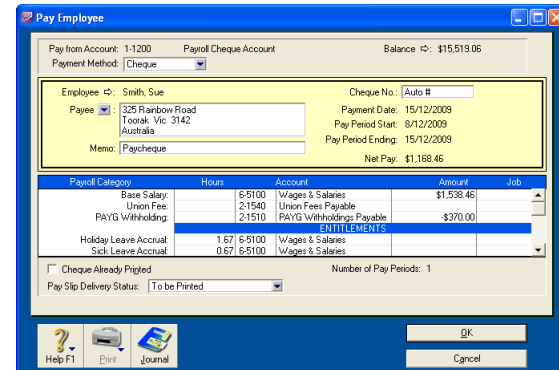 Pay Employee
Pay from Account: 1-1200 Payroll Cheque Account Balance ⇨: $15,519.06
Payment Method: Cheque
Employee ⇨: Smith, Sue Cheque No.: Auto #
Payee : 325 Rainbow Road Payment Date: 15/12/2009
Toorak Vic 3142 Pay Period Start: 8/12/2009
Australia Pay Period Ending: 15/12/2009
Memo: Paycheque Net Pay: $1,168.46
Payroll Category Hours Account Amount Job
Base Salary: 6-5100 Wages & Salaries $1,538.46
Union Fee: 2-1540 Union Fees Payable
PAYG Withholding: 2-1510 PAYG Withholdings Payable -$370.00
ENTITLEMENTS
Holiday Leave Accrual: 1.67 6-5100 Wages & Salaries
Sick Leave Accrual: 0.67 6-5100 Wages & Salaries
Cheque Already Printed Number of Pay Periods: 1
Pay Slip Delivery Status: To be Printed
OK
Help F1 Print Journal
Cancel